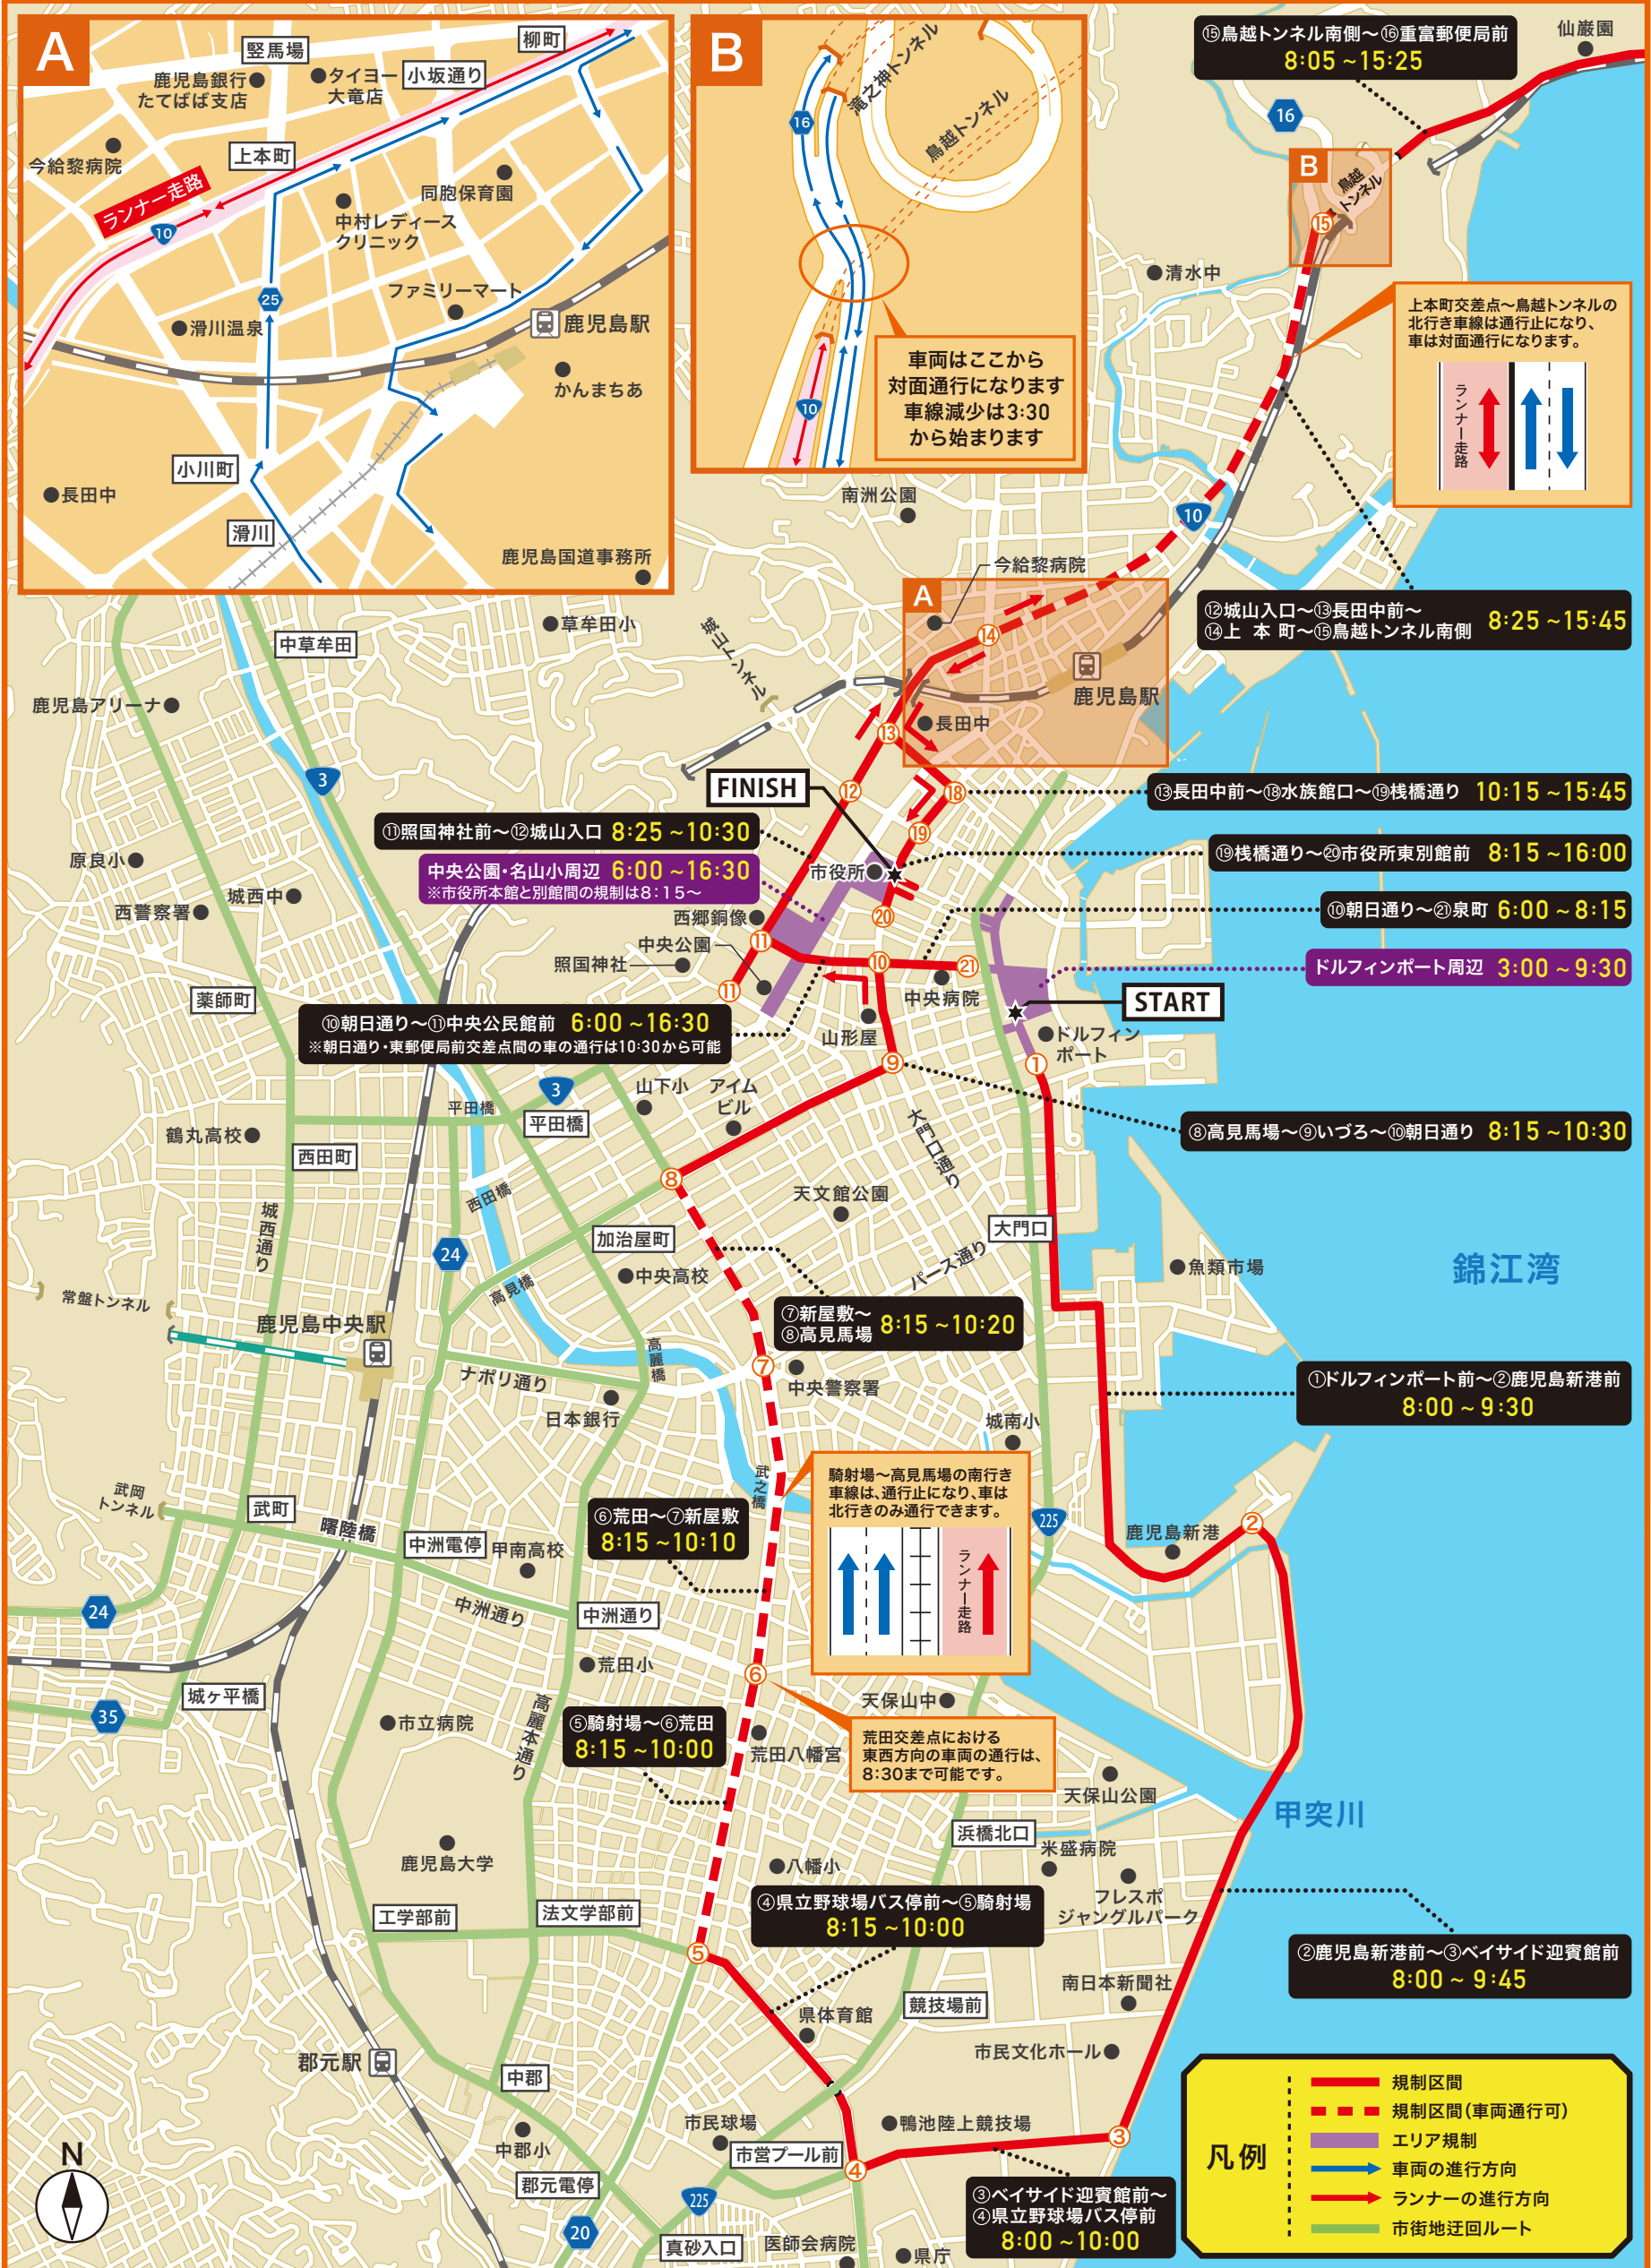 A
竪馬場
柳町
鹿児島銀行
たてばば支店
タイヨー
大竜店
小坂通り
今給黎病院
上本町
ランナー走路
10
同胞保育園
中村レディース
クリニック
25
ファミリーマート
滑川温泉
鹿児島駅
かんまちあ
小川町
長田中
滑川
鹿児島国道事務所
B
滝之神トンネル
16
鳥越トンネル
10
車両はここから
対面通行になります
車線減少は3:30
から始まります
⑮鳥越トンネル南側～⑯重富郵便局前
8:05 ~15:25
仙巌園
16
B
鳥越
トンネル
⑮
清水中
上本町交差点～鳥越トンネルの
北行き車線は通行止になり、
車は対面通行になります。
ランナー走路
南洲公園
10
今給黎病院
A
⑭
⑫城山入口～⑬長田中前～
⑭上 本 町～⑮鳥越トンネル南側
8:25 ~15:45
草牟田小
城山トンネル
中草牟田
鹿児島駅
鹿児島アリーナ
長田中
⑬
3
FINISH
⑫
⑱
⑬長田中前～⑱水族館口～⑲桟橋通り 10:15 ~15:45
⑪照国神社前～⑫城山入口 8:25 ~10:30
⑲
原良小
中央公園・名山小周辺 6:00 ~16:30
※市役所本館と別館間の規制は8：15～
市役所
⑲桟橋通り～⑳市役所東別館前 8:15 ~16:00
城西中
西警察署
西郷銅像
⑳
⑩朝日通り～㉑泉町 6:00 ~ 8:15
中央公園
⑪
照国神社
⑩
㉑
ドルフィンポート周辺 3:00 ~ 9:30
薬師町
⑪
中央病院
START
⑩朝日通り～⑪中央公民館前 6:00 ~16:30
※朝日通り・東郵便局前交差点間の車の通行は10:30から可能
山形屋
ドルフィン
ポート
⑨
①
3
山下小
アイム
ビル
平田橋
平田橋
大門口通り
⑧高見馬場～⑨いづろ～⑩朝日通り 8:15 ~10:30
鶴丸高校
西田町
⑧
西田橋
天文館公園
城西通り
加治屋町
大門口
24
中央高校
パース通り
魚類市場
錦江湾
高見橋
常盤トンネル
鹿児島中央駅
⑦新屋敷～
⑧高見馬場
8:15 ~10:20
高麗橋
⑦
ナポリ通り
中央警察署
①ドルフィンポート前～②鹿児島新港前
8:00 ~ 9:30
日本銀行
城南小
武岡
トンネル
武町
武之橋
騎射場～高見馬場の南行き
車線は、通行止になり、車は
北行きのみ通行できます。
ランナー走路
曙陸橋
⑥荒田～⑦新屋敷
8:15 ~10:10
225
②
鹿児島新港
中洲電停
甲南高校
24
中洲通り
中洲通り
荒田小
⑥
城ヶ平橋
天保山中
35
市立病院
高麗本通り
⑤騎射場～⑥荒田
8:15 ~10:00
荒田八幡宮
荒田交差点における
東西方向の車両の通行は、
8:30まで可能です。
天保山公園
甲突川
浜橋北口
米盛病院
鹿児島大学
八幡小
フレスポ
ジャングルパーク
工学部前
法文学部前
④県立野球場バス停前～⑤騎射場
8:15 ~10:00
⑤
②鹿児島新港前～③ベイサイド迎賓館前
8:00 ~ 9:45
南日本新聞社
県体育館
競技場前
郡元駅
市民文化ホール
中郡
市民球場
鴨池陸上競技場
③
中郡小
市営プール前
④
郡元電停
225
③ベイサイド迎賓館前～
④県立野球場バス停前
8:00 ~10:00
20
真砂入口
医師会病院
県庁
N
凡例
規制区間
規制区間（車両通行可）
エリア規制
車両の進行方向
ランナーの進行方向
市街地迂回ルート